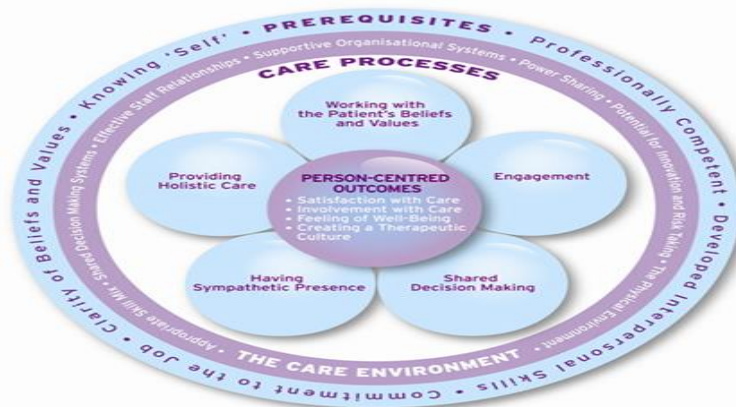 • PREREQUISITES • Professionally Competent • Developed Interpersonal Skills • Commitment to the Job • Clarity of Beliefs and Values • Knowing 'Self'
• Supportive Organisational Systems • Power Sharing • Potential for Innovation and Risk Taking • The Physical Environment •
THE CARE ENVIRONMENT
• Appropriate Skill Mix • Shared Decision Making Systems • Effective Staff Relationships
CARE PROCESSES
Working with
the Patient's Beliefs
and Values
Providing
Holistic Care
Engagement
PERSON-CENTRED
OUTCOMES
• Satisfaction with Care
• Involvement with Care
• Feeling of Well-Being
• Creating a Therapeutic
Culture
Having
Sympathetic Presence
Shared
Decision Making